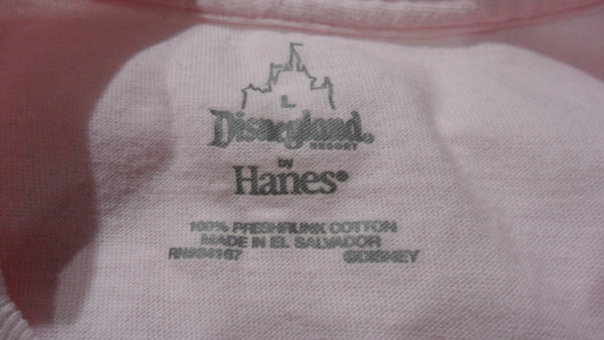 L
Disneyland®
RESORT
by
Hanes®
100% PRESHRUNK COTTON
MADE IN EL SALVADOR
©DISNEY